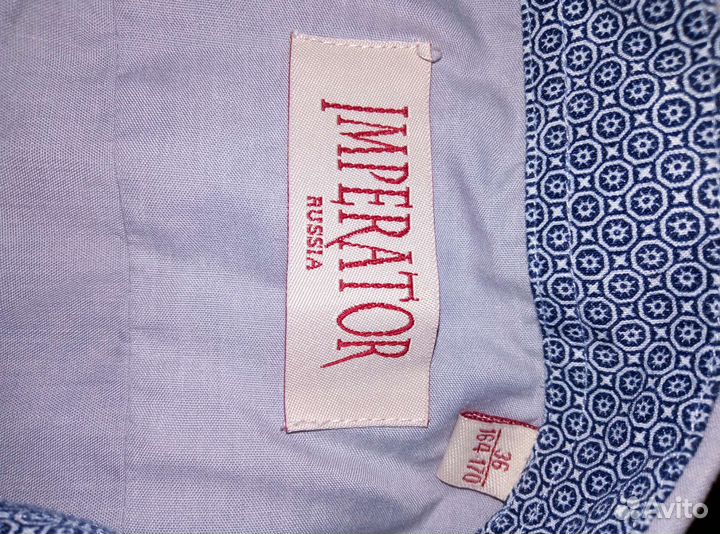 IMPERATOR
RUSSIA
36
164-170
Avito